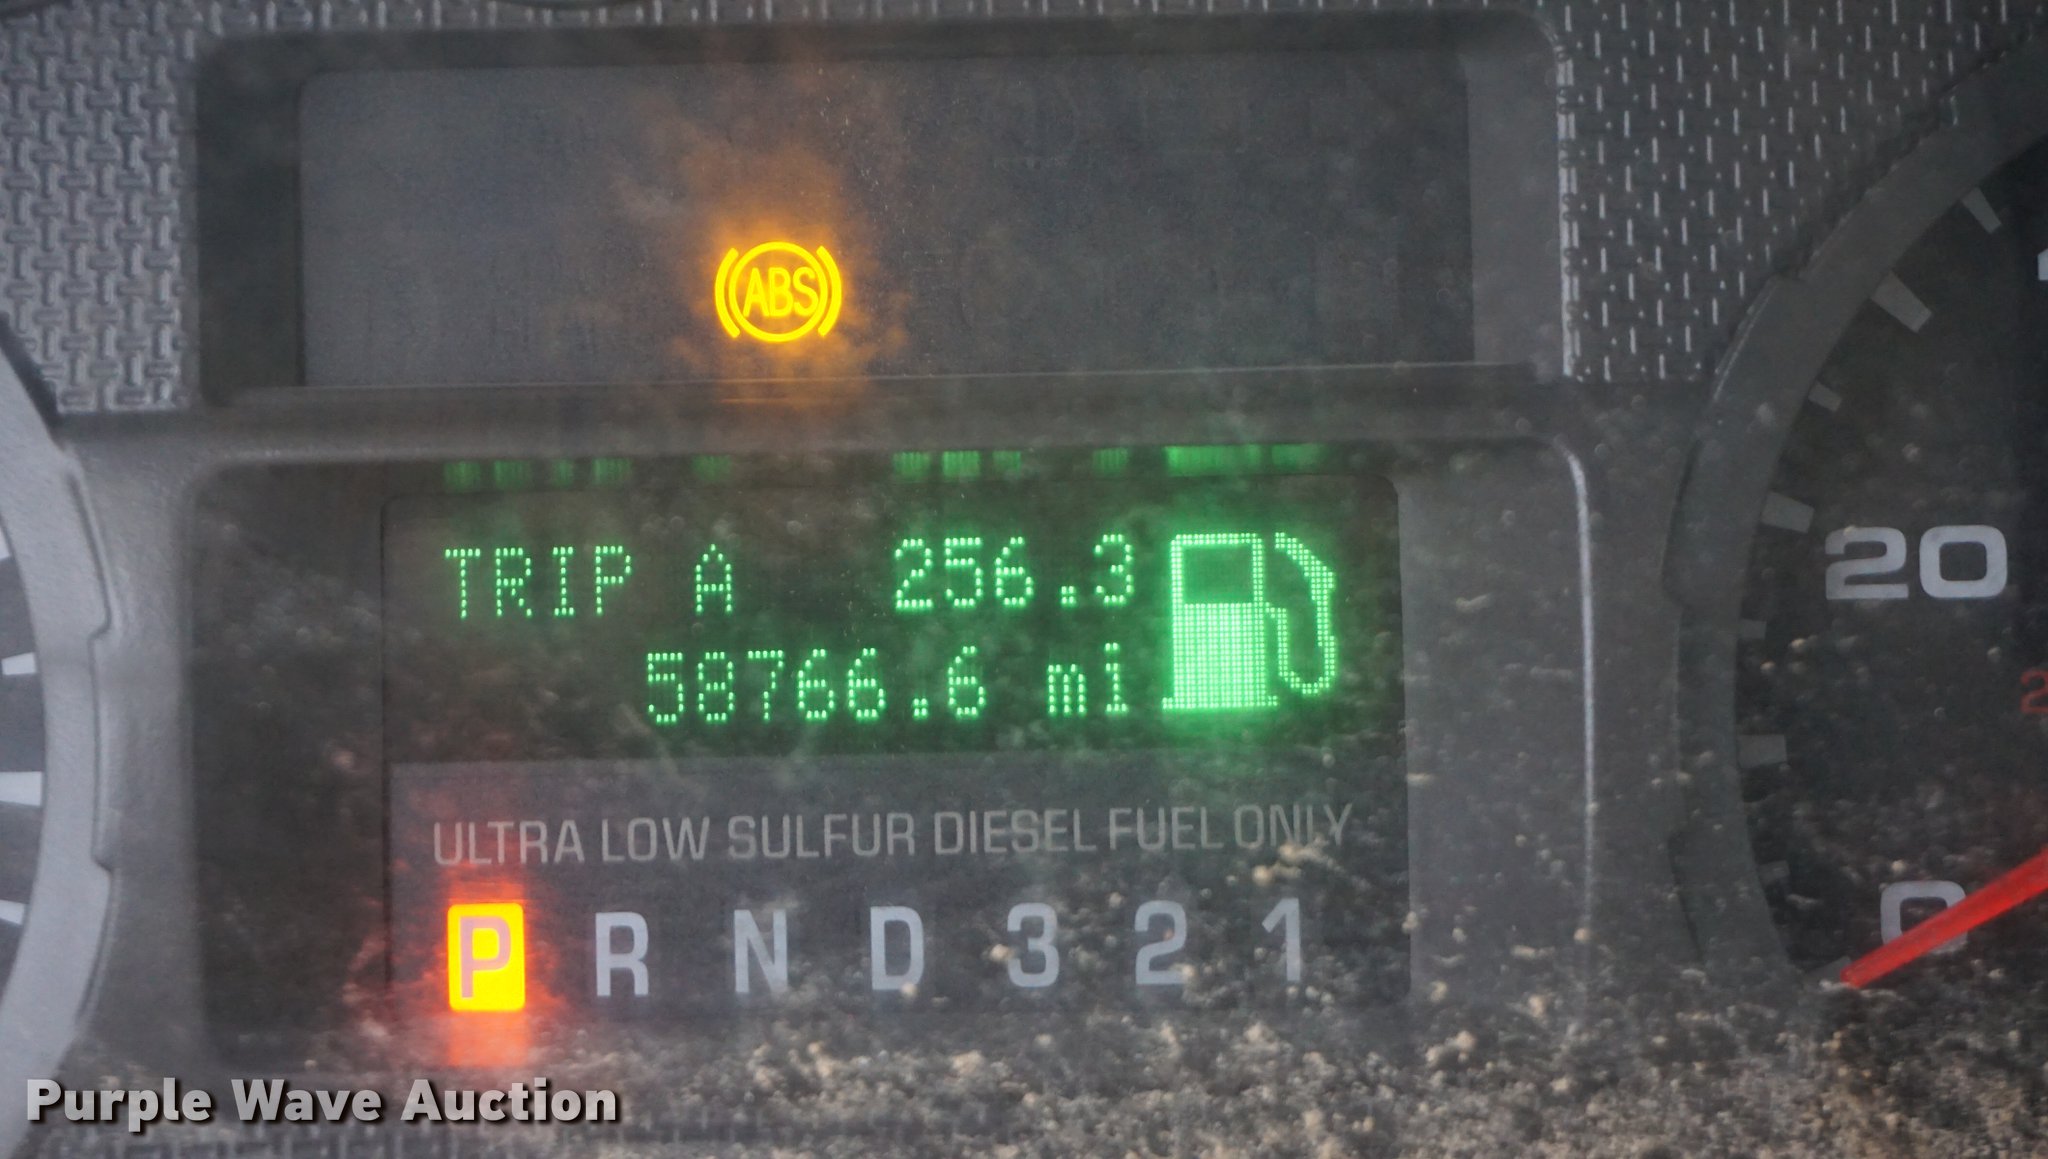 ABS
TRIP A 256.3
58766.6 mi
20
ULTRA LOW SULFUR DIESEL FUEL ONLY
P R N D 3 2 1
0
Purple Wave Auction